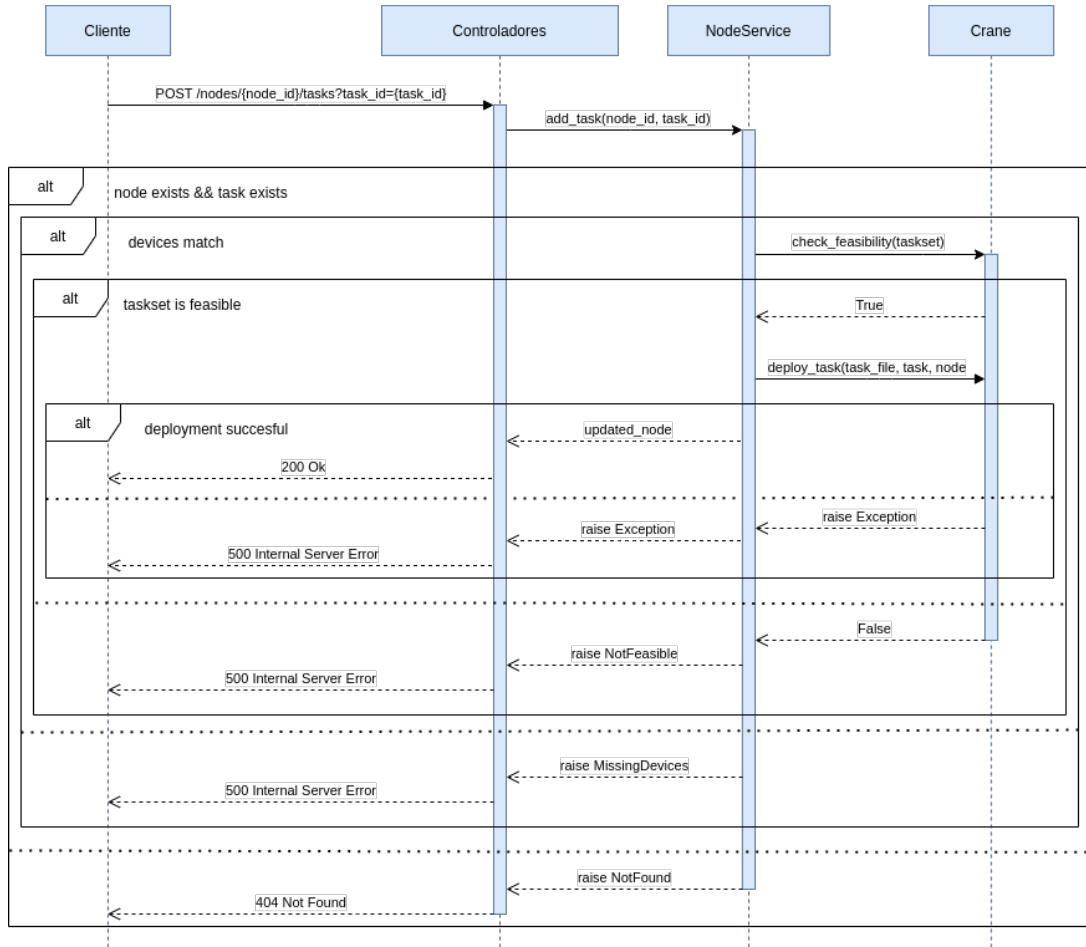 Cliente
Controladores
NodeService
Crane
POST /nodes/{node_id}/tasks?task_id={task_id}
add_task(node_id, task_id)
alt
node exists && task exists
alt
devices match
check_feasibility(taskset)
alt
taskset is feasible
True
deploy_task(task_file, task, node
alt
deployment succesful
updated_node
200 Ok
raise Exception
raise Exception
500 Internal Server Error
False
raise NotFeasible
500 Internal Server Error
raise MissingDevices
500 Internal Server Error
raise NotFound
404 Not Found